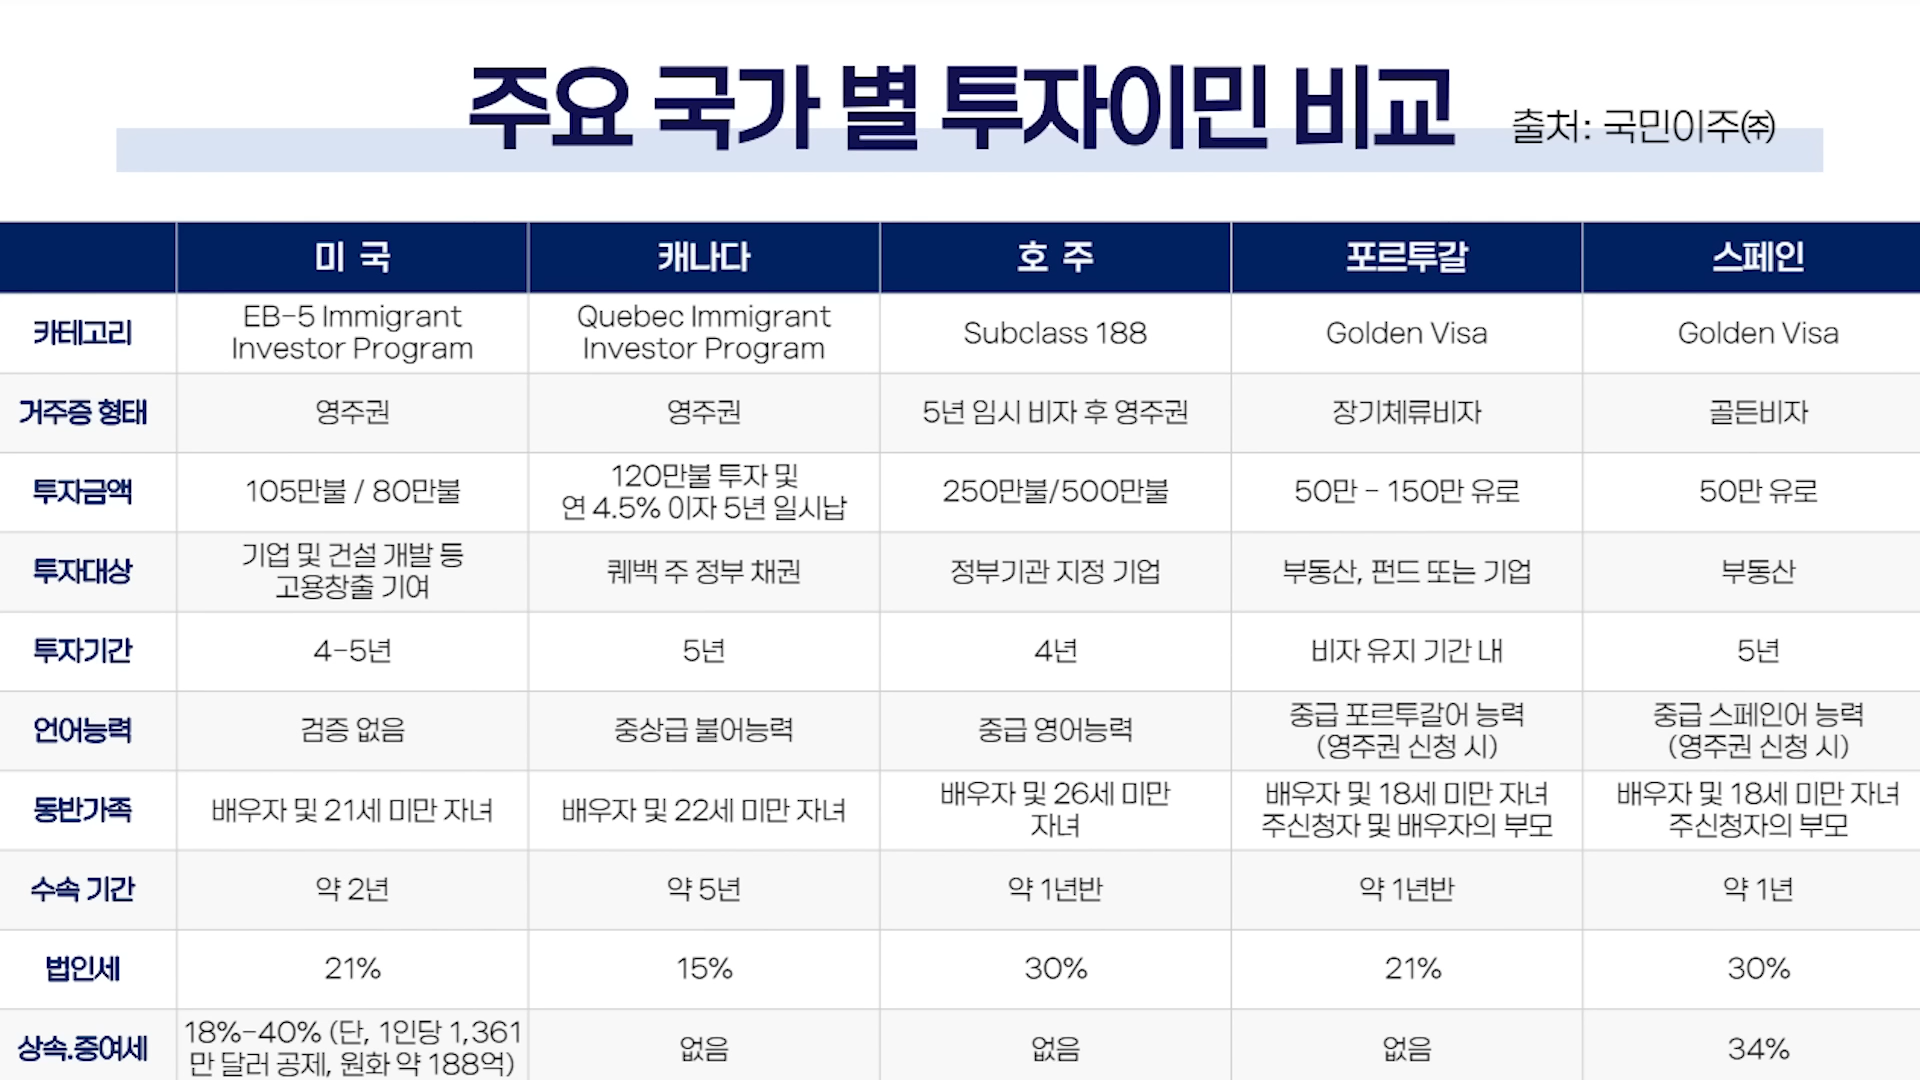 주요 국가 별 투자이민 비교 출처: 국민이주㈜
미 국 캐나다 호 주 포르투갈 스페인
카테고리
EB-5 Immigrant
Investor Program
Quebec Immigrant
Investor Program
Subclass 188
Golden Visa
Golden Visa
거주증 형태
영주권
영주권
5년 임시 비자 후 영주권
장기체류비자
골든비자
투자금액
105만불 / 80만불
120만불 투자 및
연 4.5% 이자 5년 일시납
250만불/500만불
50만 - 150만 유로
50만 유로
투자대상
기업 및 건설 개발 등
고용창출 기여
퀘백 주 정부 채권
정부기관 지정 기업
부동산, 펀드 또는 기업
부동산
투자기간
4-5년
5년
4년
비자 유지 기간 내
5년
언어능력
검증 없음
중상급 불어능력
중급 영어능력
중급 포르투갈어 능력
(영주권 신청 시)
중급 스페인어 능력
(영주권 신청 시)
동반가족
배우자 및 21세 미만 자녀
배우자 및 22세 미만 자녀
배우자 및 26세 미만
자녀
배우자 및 18세 미만 자녀
주신청자 및 배우자의 부모
배우자 및 18세 미만 자녀
주신청자의 부모
수속 기간
약 2년
약 5년
약 1년반
약 1년반
약 1년
법인세
21%
15%
30%
21%
30%
상속.증여세
18%-40% (단, 1인당 1,361
만 달러 공제, 원화 약 188억)
없음
없음
없음
34%